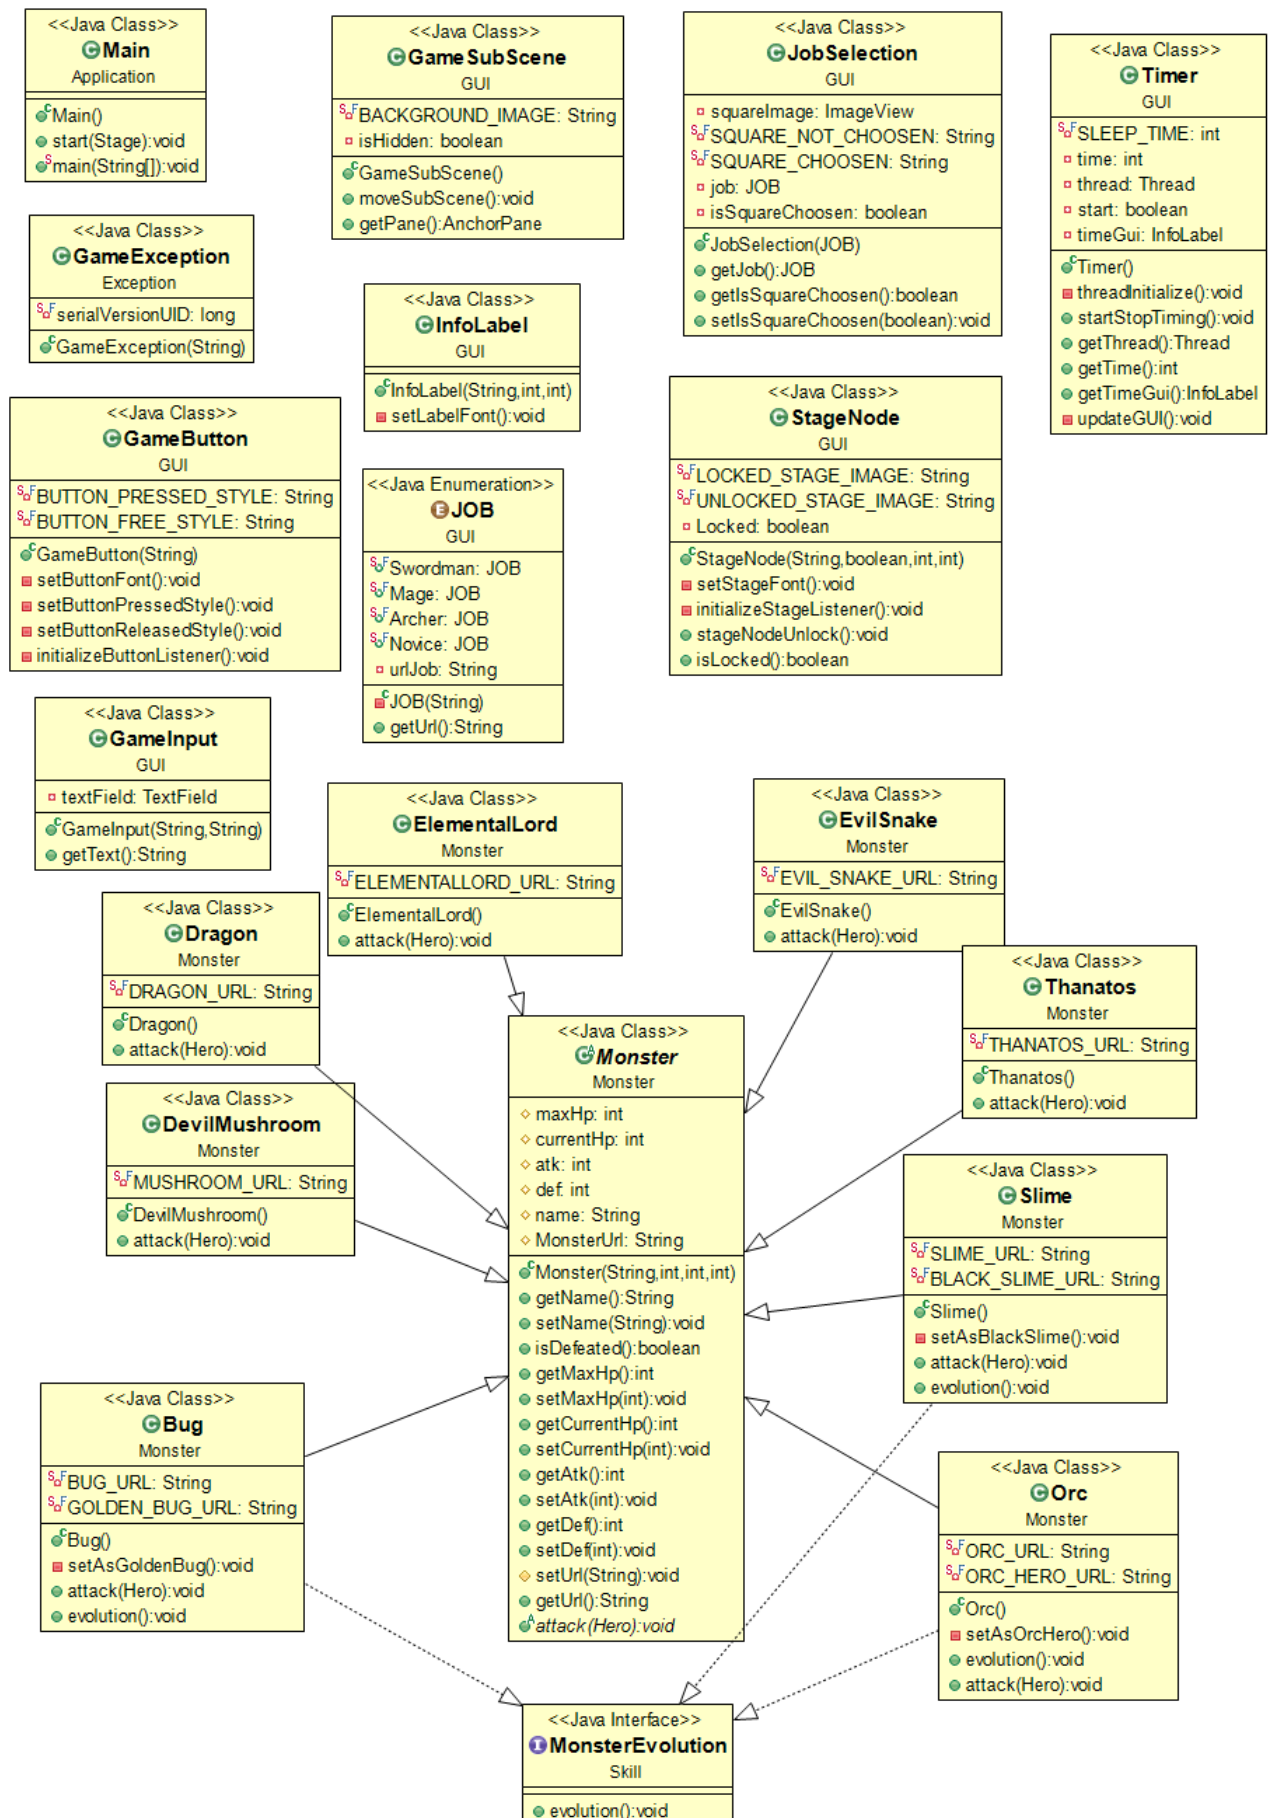 <<Java Class>>
Main
Application
Main()
start(Stage):void
main(String[]):void
<<Java Class>>
GameSubScene
GUI
BACKGROUND_IMAGE: String
isHidden: boolean
GameSubScene()
moveSubScene():void
getPane():AnchorPane
<<Java Class>>
JobSelection
GUI
squareImage: ImageView
SQUARE_NOT_CHOOSEN: String
SQUARE_CHOOSEN: String
job: JOB
isSquareChoosen: boolean
JobSelection(JOB)
getJob():JOB
getIsSquareChoosen():boolean
setIsSquareChoosen(boolean):void
<<Java Class>>
Timer
GUI
SLEEP_TIME: int
time: int
thread: Thread
start: boolean
timeGui: InfoLabel
Timer()
threadInitialize():void
startStopTiming():void
getThread():Thread
getTime():int
getTimeGui():InfoLabel
updateGUI():void
<<Java Class>>
GameException
Exception
serialVersionUID: long
GameException(String)
<<Java Class>>
InfoLabel
GUI
InfoLabel(String,int,int)
setLabelFont():void
<<Java Class>>
GameButton
GUI
BUTTON_PRESSED_STYLE: String
BUTTON_FREE_STYLE: String
GameButton(String)
setButtonFont():void
setButtonPressedStyle():void
setButtonReleasedStyle():void
initializeButtonListener():void
<<Java Enumeration>>
JOB
GUI
Swordman: JOB
Mage: JOB
Archer: JOB
Novice: JOB
urlJob: String
JOB(String)
getUrl():String
<<Java Class>>
StageNode
GUI
LOCKED_STAGE_IMAGE: String
UNLOCKED_STAGE_IMAGE: String
Locked: boolean
StageNode(String,boolean,int,int)
setStageFont():void
initializeStageListener():void
stageNodeUnlock():void
isLocked():boolean
<<Java Class>>
GameInput
GUI
textField: TextField
GameInput(String,String)
getText():String
<<Java Class>>
ElementalLord
Monster
ELEMENTALLORD_URL: String
ElementalLord()
attack(Hero):void
<<Java Class>>
EvilSnake
Monster
EVIL_SNAKE_URL: String
EvilSnake()
attack(Hero):void
<<Java Class>>
Dragon
Monster
DRAGON_URL: String
Dragon()
attack(Hero):void
<<Java Class>>
Thanatos
Monster
THANATOS_URL: String
Thanatos()
attack(Hero):void
<<Java Class>>
Monster
Monster
maxHp: int
currentHp: int
atk: int
def: int
name: String
MonsterUrl: String
Monster(String,int,int,int)
getName():String
setName(String):void
isDefeated():boolean
getMaxHp():int
setMaxHp(int):void
getCurrentHp():int
setCurrentHp(int):void
getAtk():int
setAtk(int):void
getDef():int
setDef(int):void
setUrl(String):void
getUrl():String
attack(Hero):void
<<Java Class>>
DevilMushroom
Monster
MUSHROOM_URL: String
DevilMushroom()
attack(Hero):void
<<Java Class>>
Slime
Monster
SLIME_URL: String
BLACK_SLIME_URL: String
Slime()
setAsBlackSlime():void
attack(Hero):void
evolution():void
<<Java Class>>
Bug
Monster
BUG_URL: String
GOLDEN_BUG_URL: String
Bug()
setAsGoldenBug():void
attack(Hero):void
evolution():void
<<Java Class>>
Orc
Monster
ORC_URL: String
ORC_HERO_URL: String
Orc()
setAsOrcHero():void
evolution():void
attack(Hero):void
<<Java Interface>>
MonsterEvolution
Skill
evolution():void